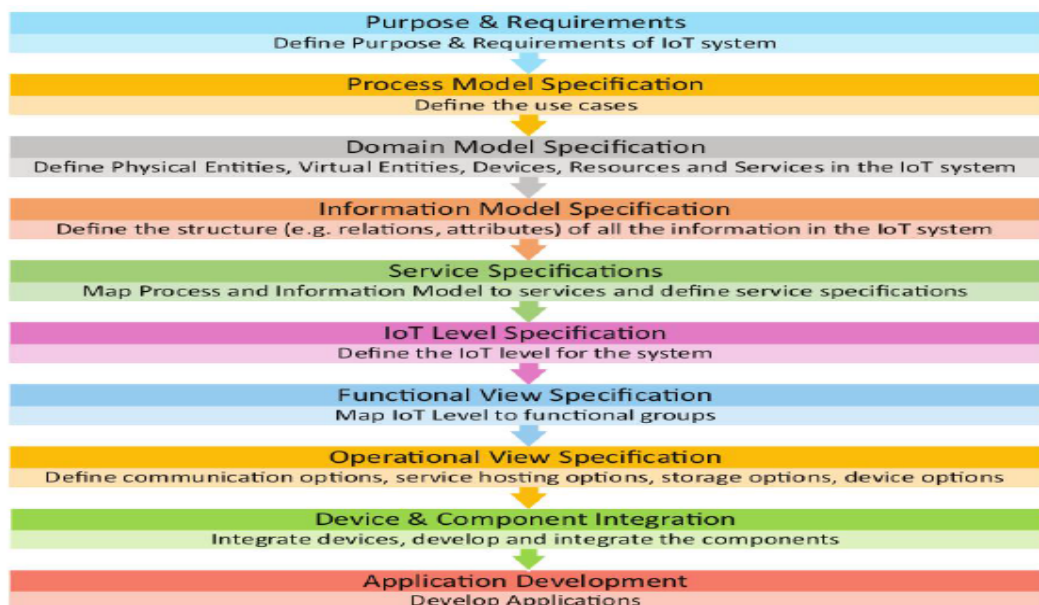 Purpose & Requirements
Define Purpose & Requirements of IoT system
Process Model Specification
Define the use cases
Domain Model Specification
Define Physical Entities, Virtual Entities, Devices, Resources and Services in the IoT system
Information Model Specification
Define the structure (e.g. relations, attributes) of all the information in the IoT system
Service Specifications
Map Process and Information Model to services and define service specifications
IoT Level Specification
Define the IoT level for the system
Functional View Specification
Map IoT Level to functional groups
Operational View Specification
Define communication options, service hosting options, storage options, device options
Device & Component Integration
Integrate devices, develop and integrate the components
Application Development
Develop Applications